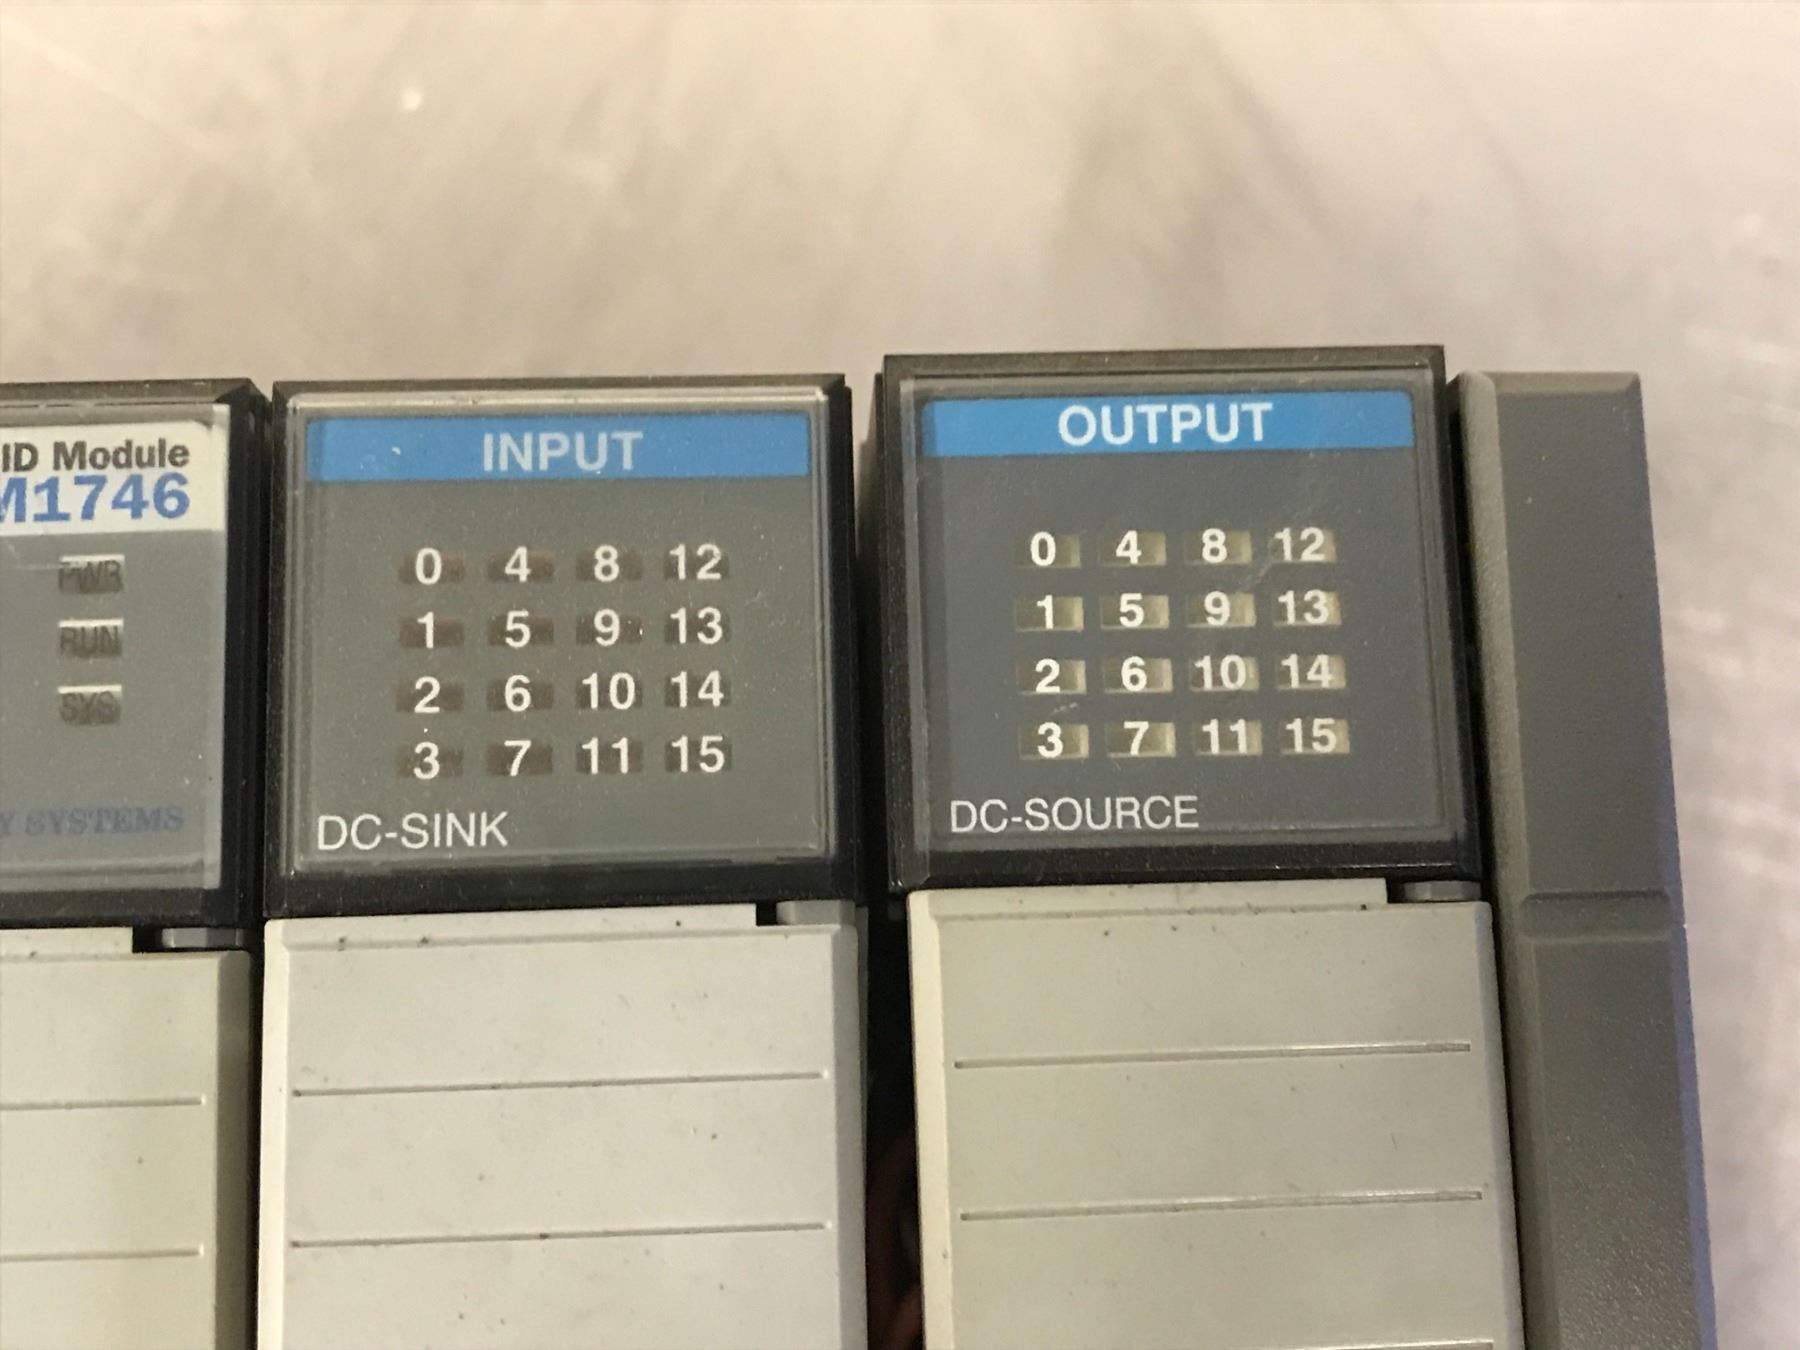 ID Module
M1746
PWR
RUN
SYS
Y SYSTEMS
INPUT
0 4 8 12
1 5 9 13
2 6 10 14
3 7 11 15
DC-SINK
OUTPUT
0 4 8 12
1 5 9 13
2 6 10 14
3 7 11 15
DC-SOURCE